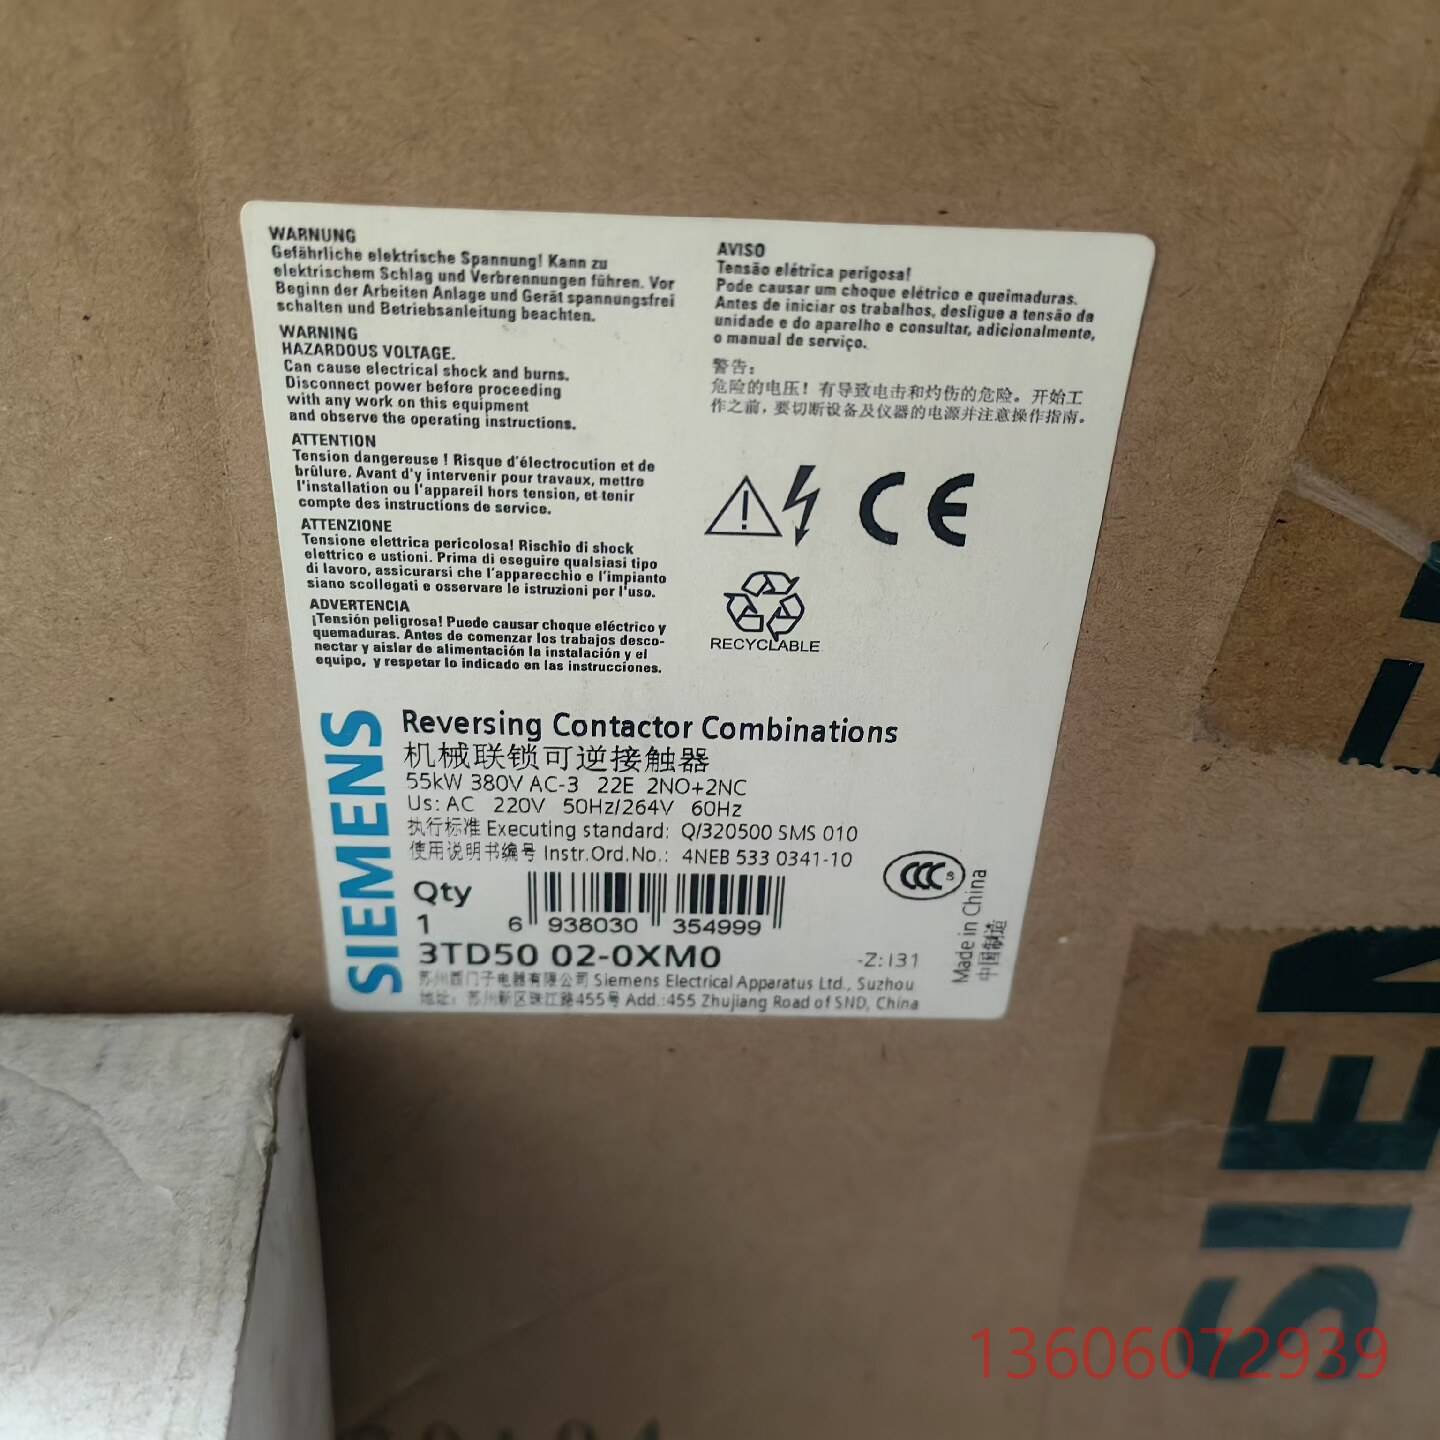 WARNUNG
Gefährliche elektrische Spannung! Kann zu
elektrischem Schlag und Verbrennungen führen. Vor
Beginn der Arbeiten Anlage und Gerät spannungsfrei
schalten und Betriebsanleitung beachten.
WARNING
HAZARDOUS VOLTAGE.
Can cause electrical shock and burns.
Disconnect power before proceeding
with any work on this equipment
and observe the operating instructions.
ATTENTION
Tension dangereuse ! Risque d'électrocution et de
brûlure. Avant d'y intervenir pour travaux, mettre
l'installation ou l'appareil hors tension, et tenir
compte des instructions de service.
ATTENZIONE
Tensione elettrica pericolosa! Rischio di shock
elettrico e ustioni. Prima di eseguire qualsiasi tipo
di lavoro, assicurarsi che l'apparecchio e l'impianto
siano scollegati e osservare le istruzioni per l'uso.
ADVERTENCIA
¡Tensión peligrosa! Puede causar choque eléctrico y
quemaduras. Antes de comenzar los trabajos desco-
nectar y aislar de alimentación la instalación y el
equipo, y respetar lo indicado en las instrucciones.
AVISO
Tensão elétrica perigosa!
Pode causar um choque elétrico e queimaduras.
Antes de iniciar os trabalhos, desligue a tensão da
unidade e do aparelho e consultar, adicionalmente,
o manual de serviço.
警告：
危险的电压！有导致电击和灼伤的危险。开始工
作之前，要切断设备及仪器的电源并注意操作指南。
CE
RECYCLABLE
SIEMENS
Reversing Contactor Combinations
机械联锁可逆接触器
55kW 380V AC-3 22E 2NO+2NC
Us: AC 220V 50Hz/264V 60Hz
执行标准 Executing standard: Q/320500 SMS 010
使用说明书编号 Instr.Ord.No.: 4NEB 533 0341-10
CCC S
Qty
1
6 938030 354999
3TD50 02-0XM0
-Z: I31
Made in China
中国制造
苏州西门子电器有限公司 Siemens Electrical Apparatus Ltd., Suzhou
地址：苏州新区珠江路455号 Add.:455 Zhujiang Road of SND, China
SIEN
13606072939